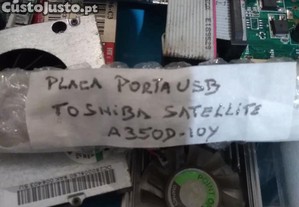 CustoJusto.pt
PLACA PORTA USB
TOSHIBA SATELLITE
A350D-10Y